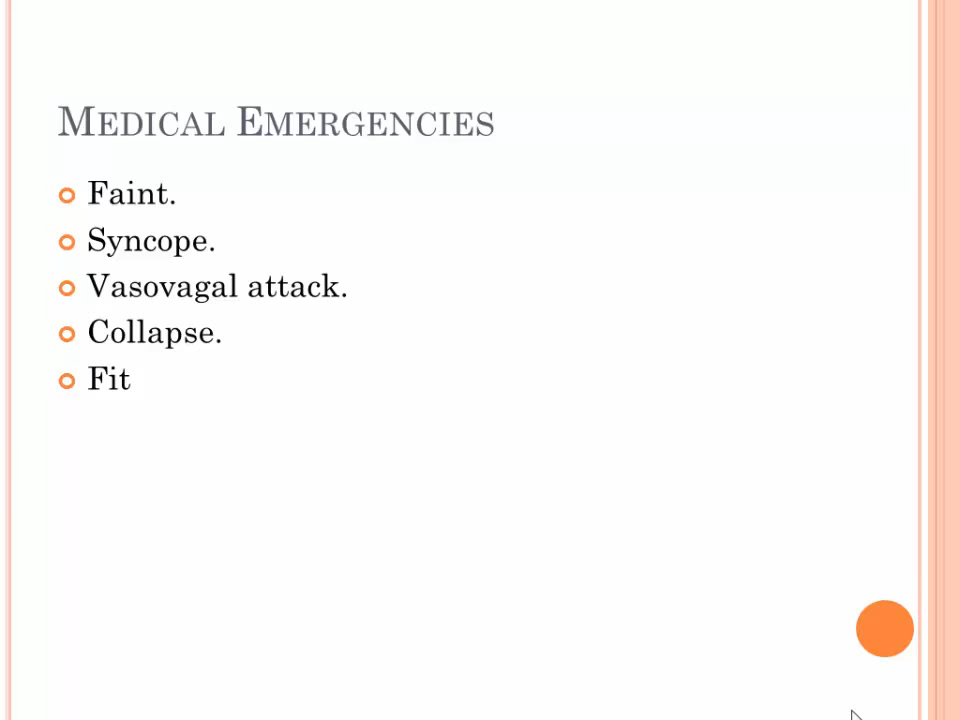 MEDICAL EMERGENCIES
Faint.
Syncope.
Vasovagal attack.
Collapse.
Fit